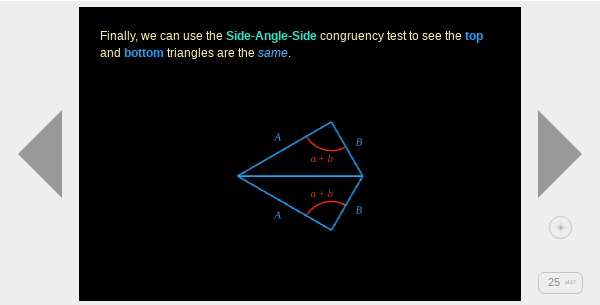 Finally, we can use the Side-Angle-Side congruency test to see the top
and bottom triangles are the same.
A
B
a + b
a + b
A
B
25 of27